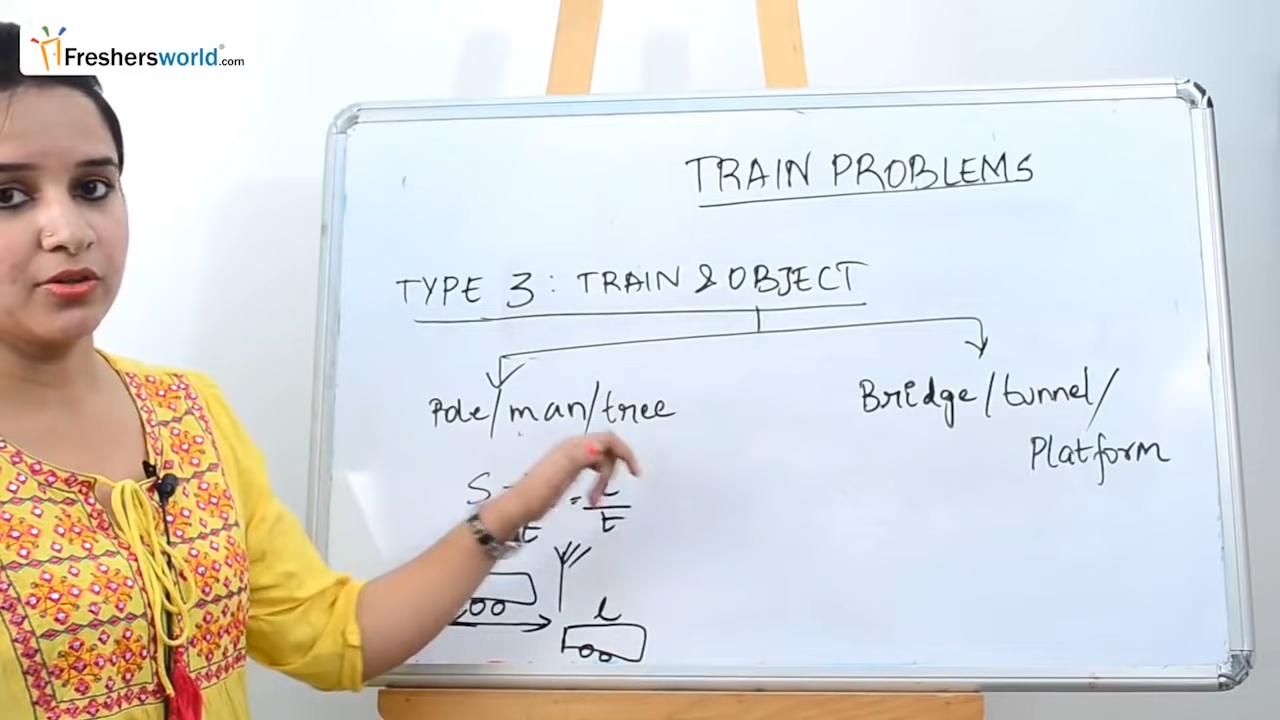 Freshersworld.com
TRAIN PROBLEMS
TYPE 3: TRAIN & OBJECT
Pole/man/tree
Bridge/tunnel/
Platform
S
t
=
t
l